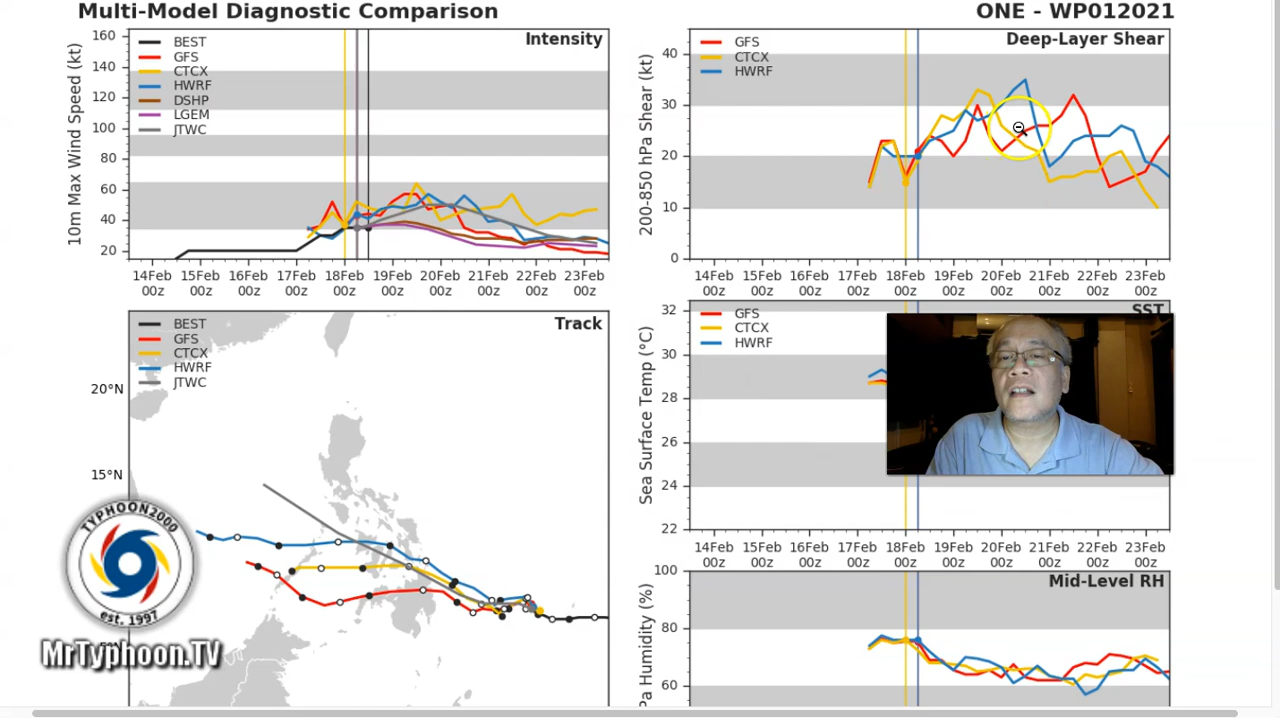 Multi-Model Diagnostic Comparison
ONE - WP012021
Intensity
10m Max Wind Speed (kt)
160
140
120
100
80
60
40
20
BEST
GFS
CTCX
HWRF
DSHP
LGEM
JTWC
14Feb 15Feb 16Feb 17Feb 18Feb 19Feb 20Feb 21Feb 22Feb 23Feb
00z 00z 00z 00z 00z 00z 00z 00z 00z 00z
Deep-Layer Shear
200-850 hPa Shear (kt)
40
30
20
10
0
GFS
CTCX
HWRF
14Feb 15Feb 16Feb 17Feb 18Feb 19Feb 20Feb 21Feb 22Feb 23Feb
00z 00z 00z 00z 00z 00z 00z 00z 00z 00z
Track
BEST
GFS
CTCX
HWRF
JTWC
20°N
15°N
SST
Sea Surface Temp (°C)
32
30
28
26
24
22
GFS
CTCX
HWRF
14Feb 15Feb 16Feb 17Feb 18Feb 19Feb 20Feb 21Feb 22Feb 23Feb
00z 00z 00z 00z 00z 00z 00z 00z 00z 00z
Mid-Level RH
Pa Humidity (%)
100
80
60
TYPHOON2000
est. 1997
MrTyphoon.TV